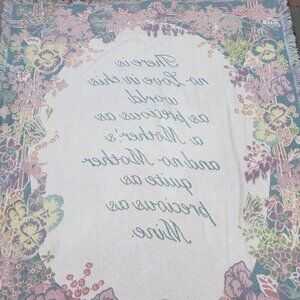 There is
no Love in this
world
as precious as
a Mother's
and no Mother
quite as
precious as
Mine.